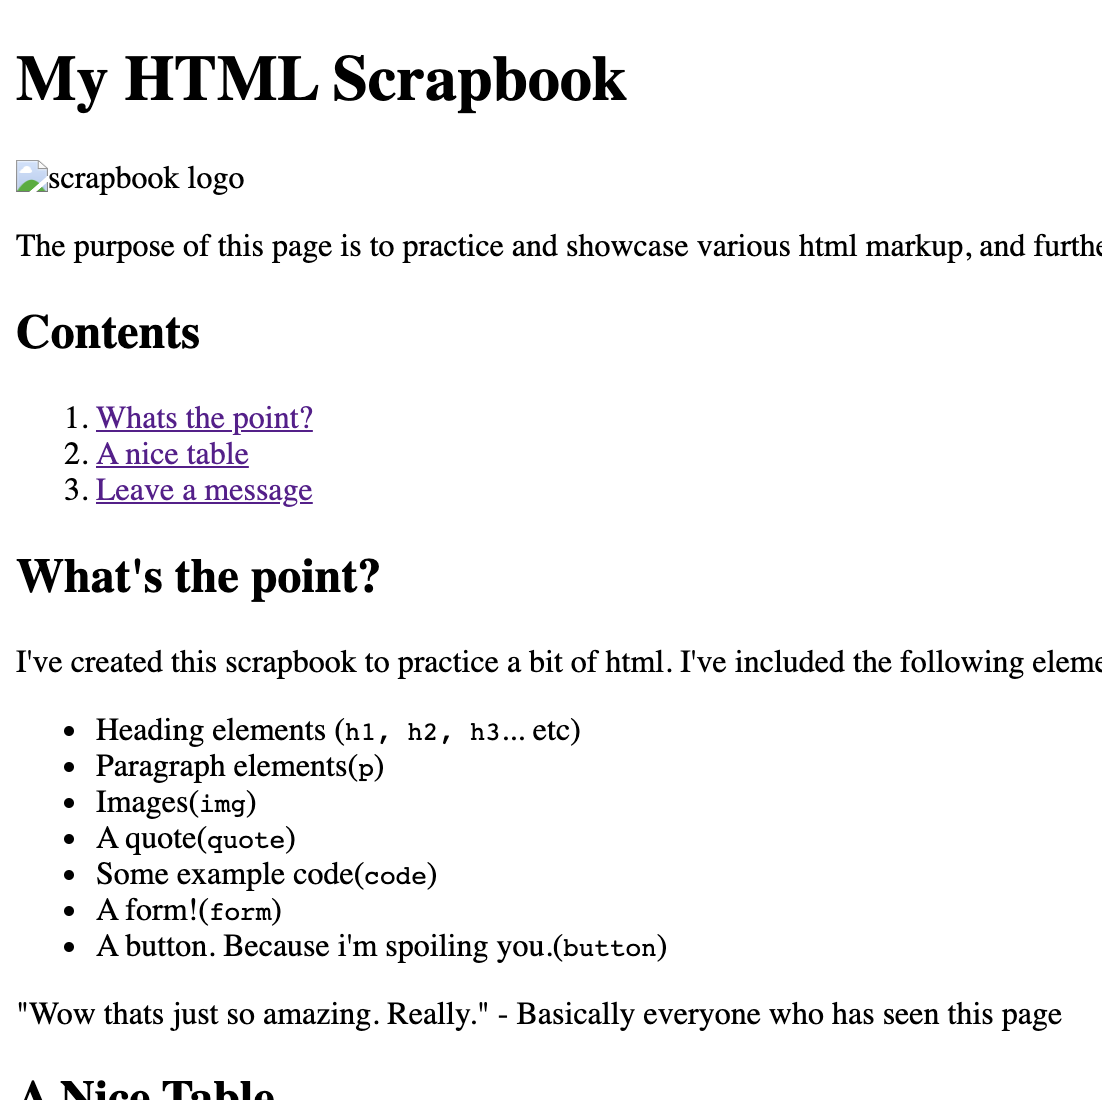 My HTML Scrapbook
scrapbook logo
The purpose of this page is to practice and showcase various html markup, and
Contents
1. Whats the point?
2. A nice table
3. Leave a message
What's the point?
I've created this scrapbook to practice a bit of html. I've included the following
• Heading elements (h1, h2, h3... etc)
• Paragraph elements(p)
• Images(img)
• A quote(quote)
• Some example code(code)
• A form!(form)
• A button. Because i'm spoiling you.(button)
"Wow thats just so amazing. Really." - Basically everyone who has seen this page
A Nice Table